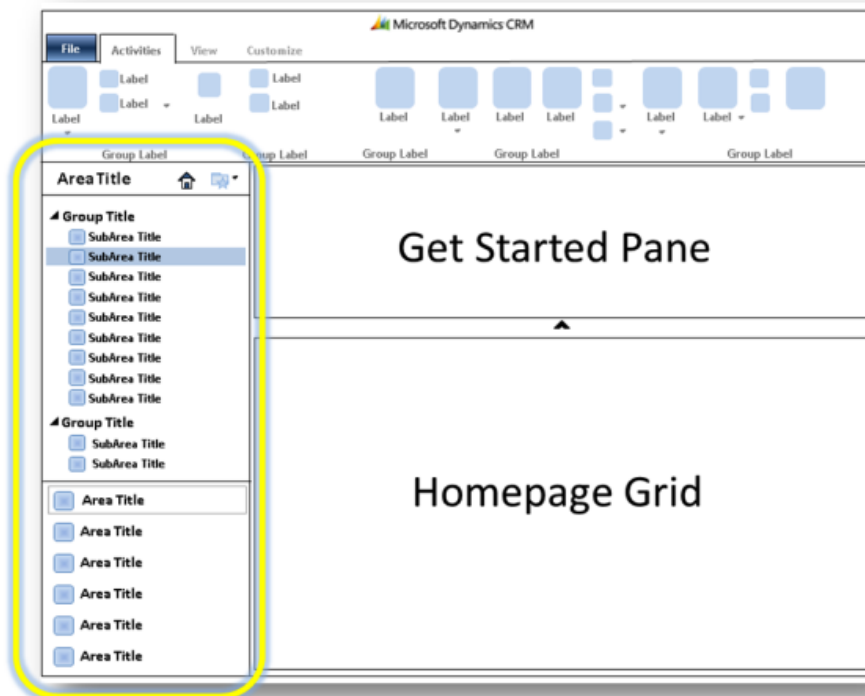 Microsoft Dynamics CRM
File Activities View Customize
Label Label
Label Label
Label Label Label Label Label Label Label Label
Group Label Group Label Group Label Group Label Group Label
Area Title
Group Title
SubArea Title
SubArea Title
SubArea Title
SubArea Title
SubArea Title
SubArea Title
SubArea Title
SubArea Title
SubArea Title
Group Title
SubArea Title
SubArea Title
Area Title
Area Title
Area Title
Area Title
Area Title
Area Title
Get Started Pane
Homepage Grid